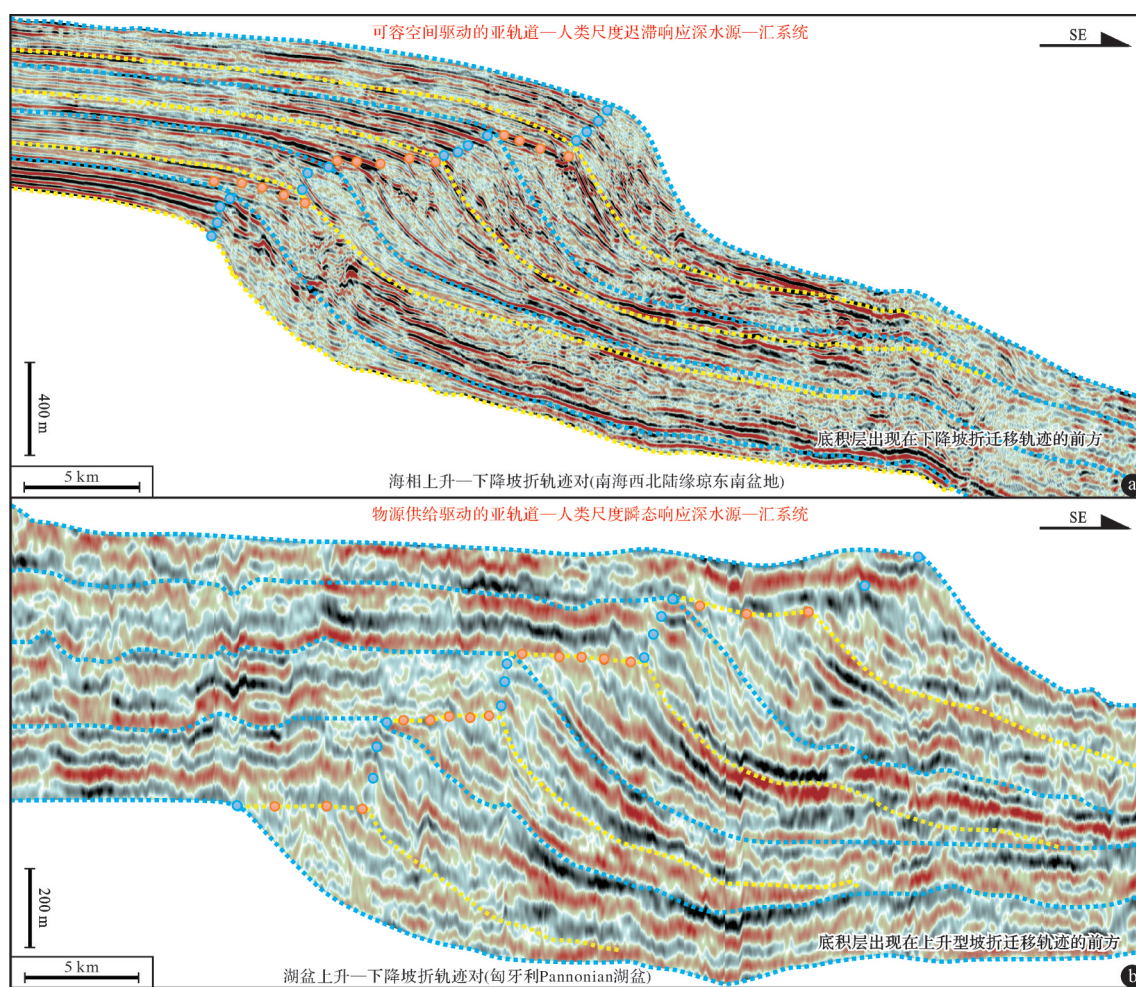 可容空间驱动的亚轨道—人类尺度迟滞响应深水源—汇系统
SE
400 m
底积层出现在下降坡折迁移轨迹的前方
5 km
海相上升—下降坡折轨迹对(南海西北陆缘琼东南盆地)
a
物源供给驱动的亚轨道—人类尺度瞬态响应深水源—汇系统
SE
200 m
底积层出现在上升型坡折迁移轨迹的前方
5 km
湖盆上升—下降坡折轨迹对(匈牙利Pannonian湖盆)
b